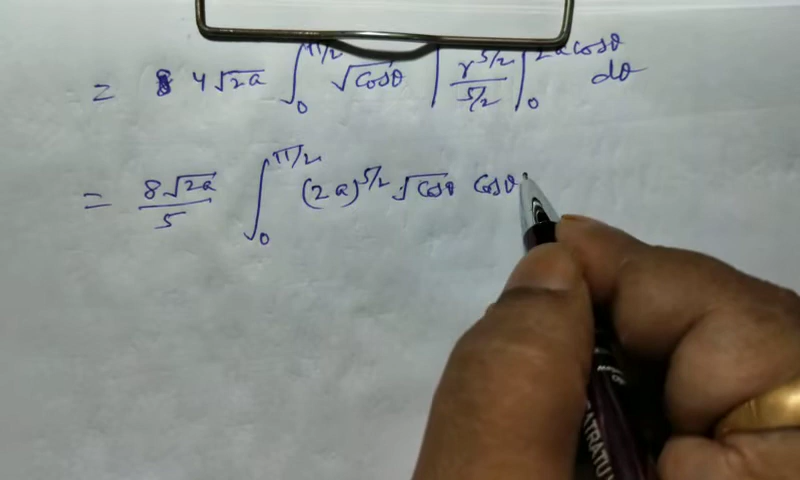 = 4√2a ∫₀^π/2 √cosθ | r^5/2 / 5/2 |₀^2a cosθ dθ
= 8√2a / 5 ∫₀^π/2 (2a)^5/2 √cosθ cosθ